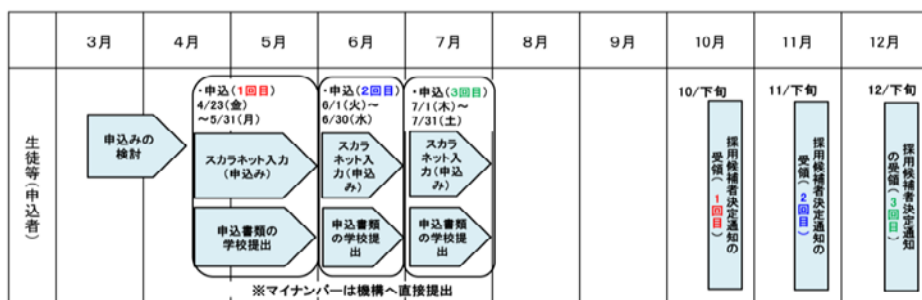 3月
4月
5月
6月
7月
8月
9月
10月
11月
12月
生徒等(申込者)
申込みの
検討
・申込(1回目)
4/23(金)
～5/31(月)
スカラネット入力
(申込み)
申込書類の
学校提出
・申込(2回目)
6/1(火)～
6/30(水)
スカラ
ネット入
力(申込
み)
申込書類
の学校提
出
・申込(3回目)
7/1(木)～
7/31(土)
スカラ
ネット入
力(申込
み)
申込書類
の学校提
出
※マイナンバーは機構へ直接提出
10/下旬
採用候補者決定通知の
受領(1回目)
11/下旬
採用候補者決定通知の
受領(2回目)
12/下旬
採用候補者決定通知
の受領(3回目)